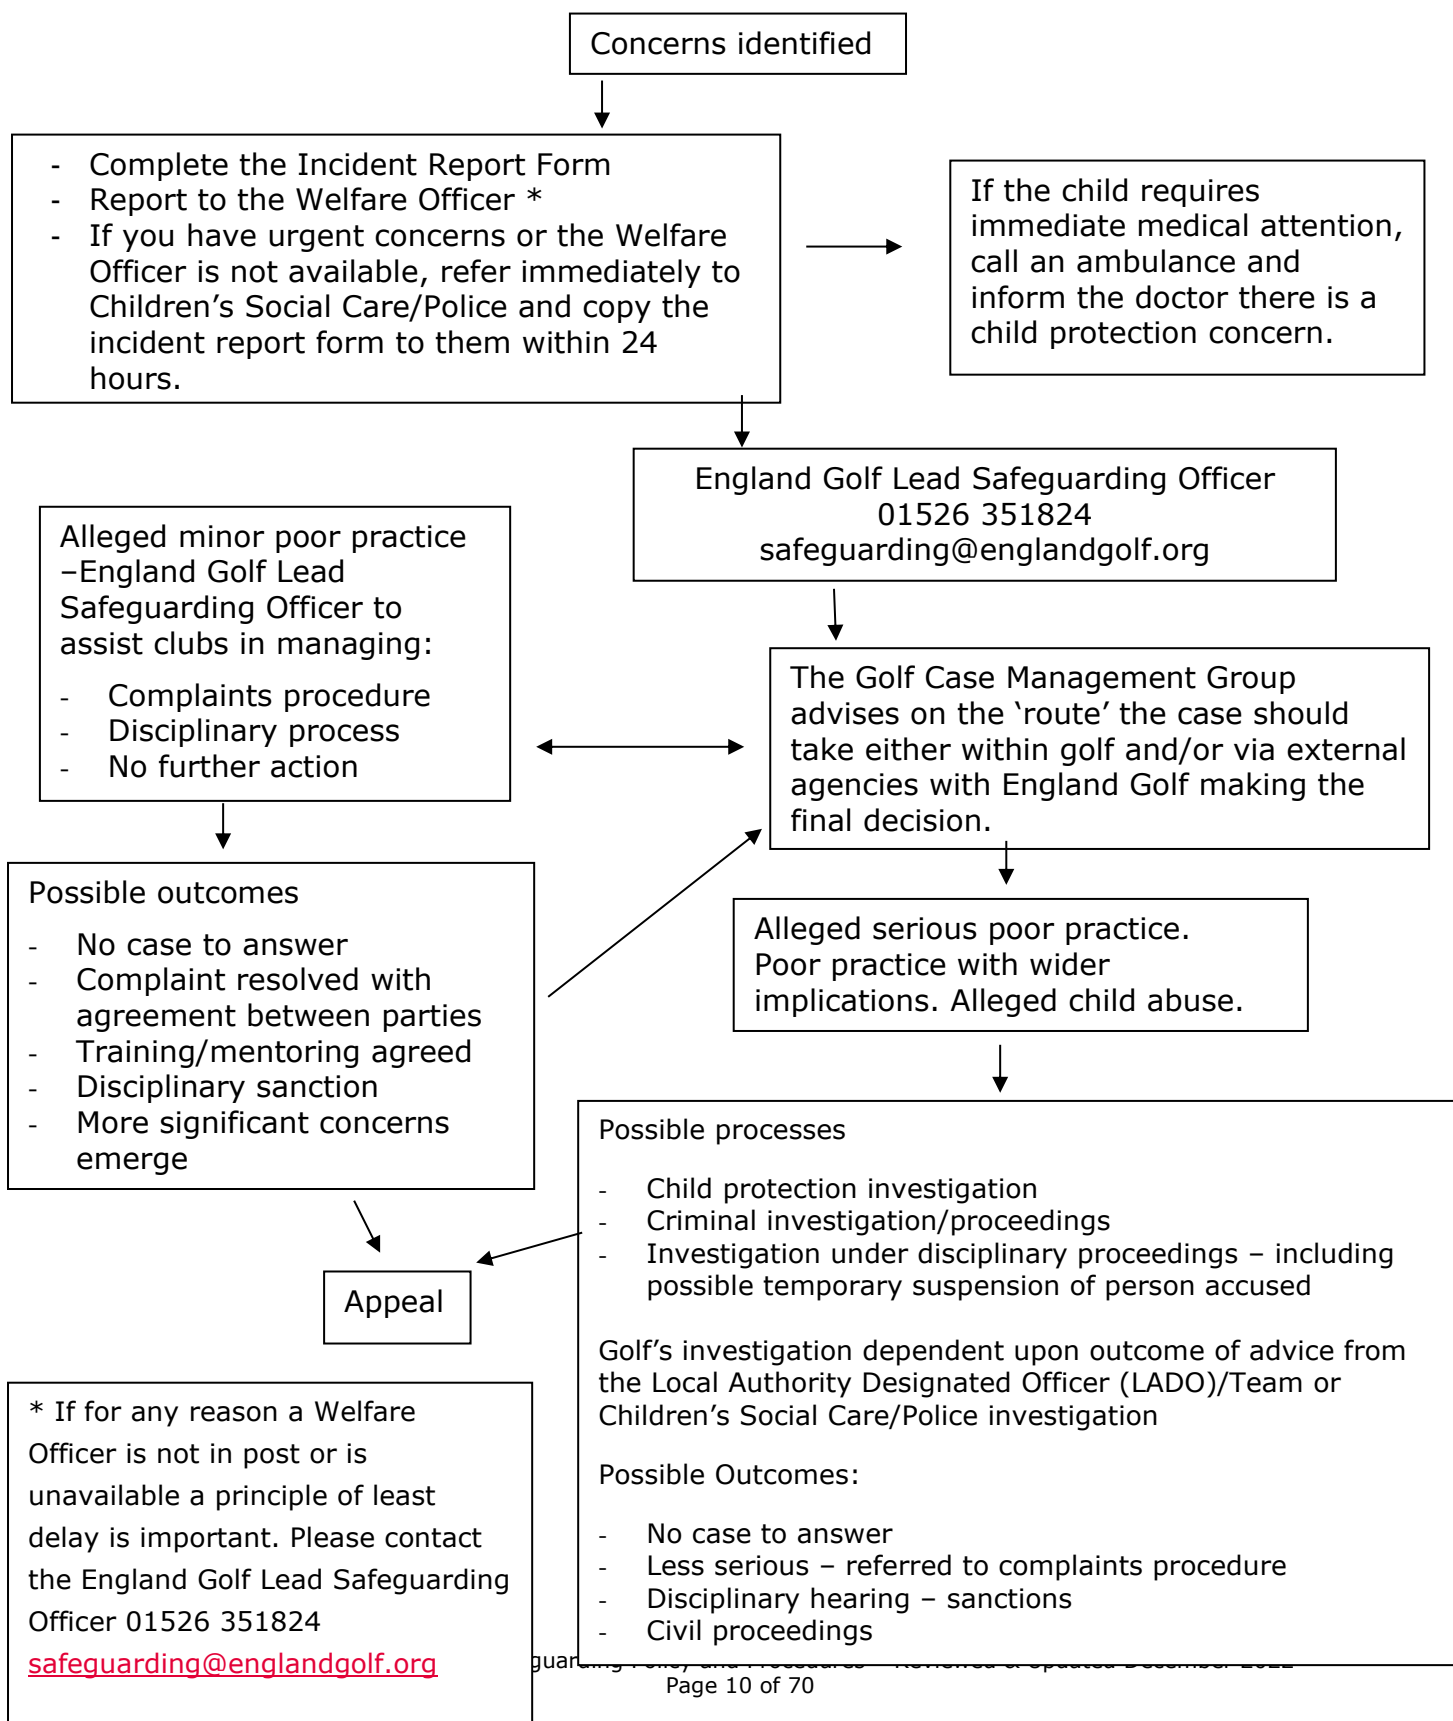 Concerns identified
- Complete the Incident Report Form
- Report to the Welfare Officer *
- If you have urgent concerns or the Welfare
Officer is not available, refer immediately to
Children’s Social Care/Police and copy the
incident report form to them within 24
hours.
If the child requires
immediate medical attention,
call an ambulance and
inform the doctor there is a
child protection concern.
England Golf Lead Safeguarding Officer
01526 351824
safeguarding@englandgolf.org
Alleged minor poor practice
–England Golf Lead
Safeguarding Officer to
assist clubs in managing:
- Complaints procedure
- Disciplinary process
- No further action
The Golf Case Management Group
advises on the ‘route’ the case should
take either within golf and/or via external
agencies with England Golf making the
final decision.
Possible outcomes
- No case to answer
- Complaint resolved with
agreement between parties
- Training/mentoring agreed
- Disciplinary sanction
- More significant concerns
emerge
Alleged serious poor practice.
Poor practice with wider
implications. Alleged child abuse.
Possible processes
- Child protection investigation
- Criminal investigation/proceedings
- Investigation under disciplinary proceedings – including
possible temporary suspension of person accused
Golf’s investigation dependent upon outcome of advice from
the Local Authority Designated Officer (LADO)/Team or
Children’s Social Care/Police investigation
Possible Outcomes:
- No case to answer
- Less serious – referred to complaints procedure
- Disciplinary hearing – sanctions
- Civil proceedings
Appeal
* If for any reason a Welfare
Officer is not in post or is
unavailable a principle of least
delay is important. Please contact
the England Golf Lead Safeguarding
Officer 01526 351824
safeguarding@englandgolf.org
Policy and Procedures Reviewed & Updated December 2022
Page 10 of 70